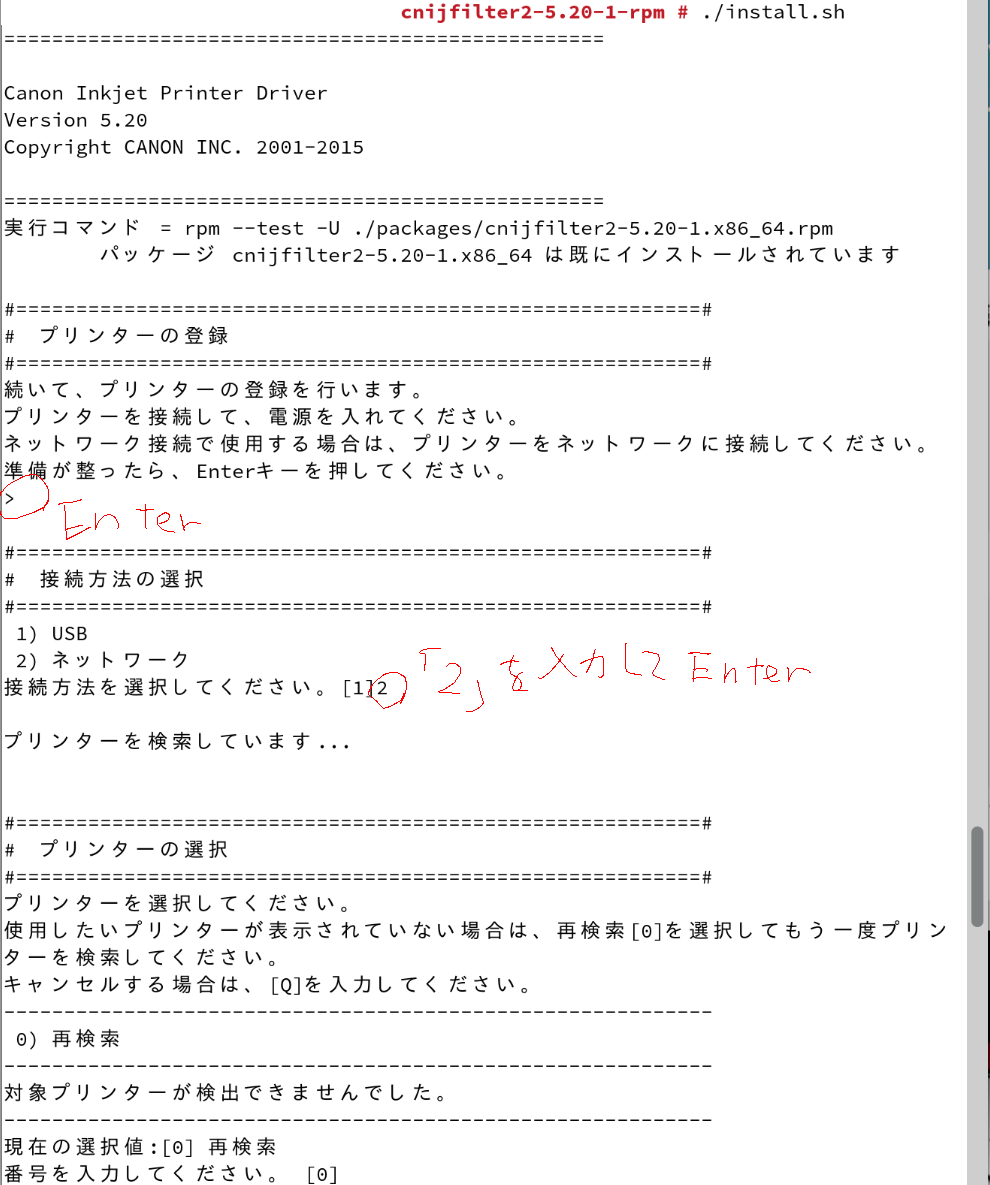 cnijfilter2-5.20-1-rpm # ./install.sh
==================================================

Canon Inkjet Printer Driver
Version 5.20
Copyright CANON INC. 2001-2015

==================================================
実行コマンド = rpm --test -U ./packages/cnijfilter2-5.20-1.x86_64.rpm
パッケージ cnijfilter2-5.20-1.x86_64 は既にインストールされています

#=========================================================#
# プリンターの登録
#=========================================================#
続いて、プリンターの登録を行います。
プリンターを接続して、電源を入れてください。
ネットワーク接続で使用する場合は、プリンターをネットワークに接続してください。
準備が整ったら、Enterキーを押してください。
>
Enter

#=========================================================#
# 接続方法の選択
#=========================================================#
1) USB
2) ネットワーク
接続方法を選択してください。[1]2
「2」を入力して Enter

プリンターを検索しています...

#=========================================================#
# プリンターの選択
#=========================================================#
プリンターを選択してください。
使用したいプリンターが表示されていない場合は、再検索[0]を選択してもう一度プリン
ターを検索してください。
キャンセルする場合は、[Q]を入力してください。
-----------------------------------------------------------
0) 再検索
-----------------------------------------------------------
対象プリンターが検出できませんでした。
-----------------------------------------------------------
現在の選択値:[0] 再検索
番号を入力してください。 [0]